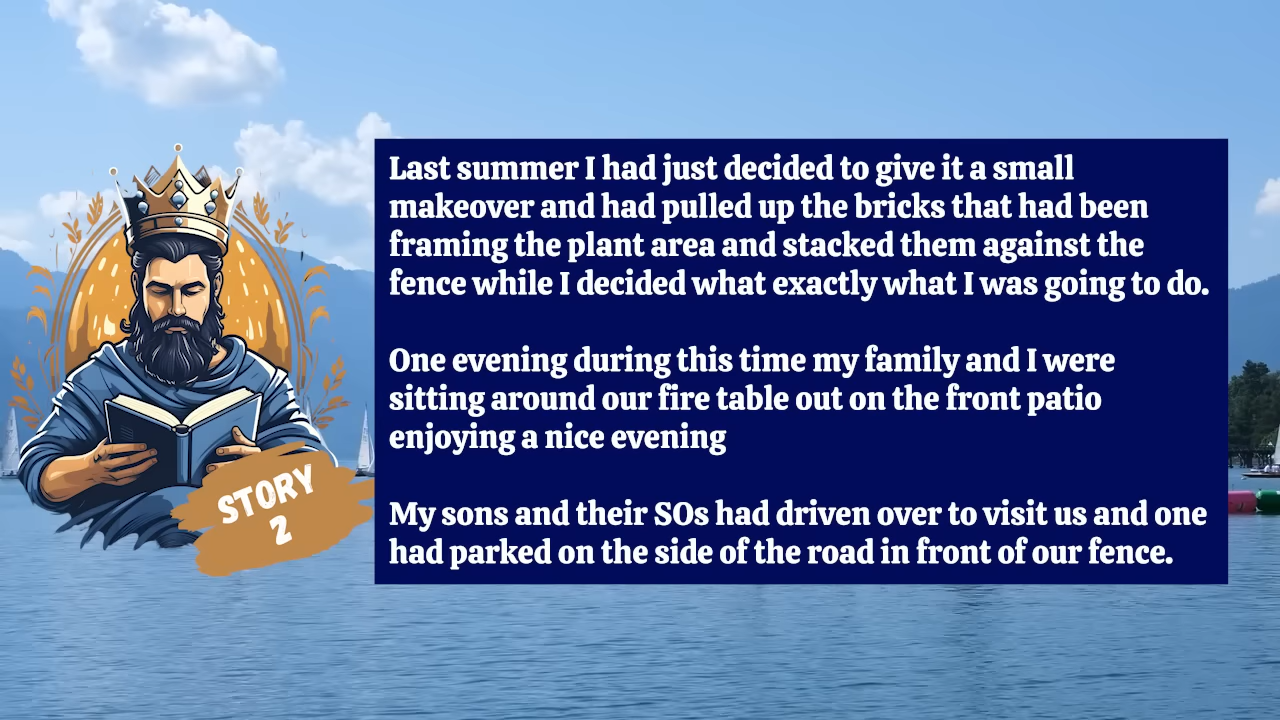 Last summer I had just decided to give it a small
makeover and had pulled up the bricks that had been
framing the plant area and stacked them against the
fence while I decided what exactly what I was going to do.
One evening during this time my family and I were
sitting around our fire table out on the front patio
enjoying a nice evening
My sons and their SOs had driven over to visit us and one
had parked on the side of the road in front of our fence.
STORY
2